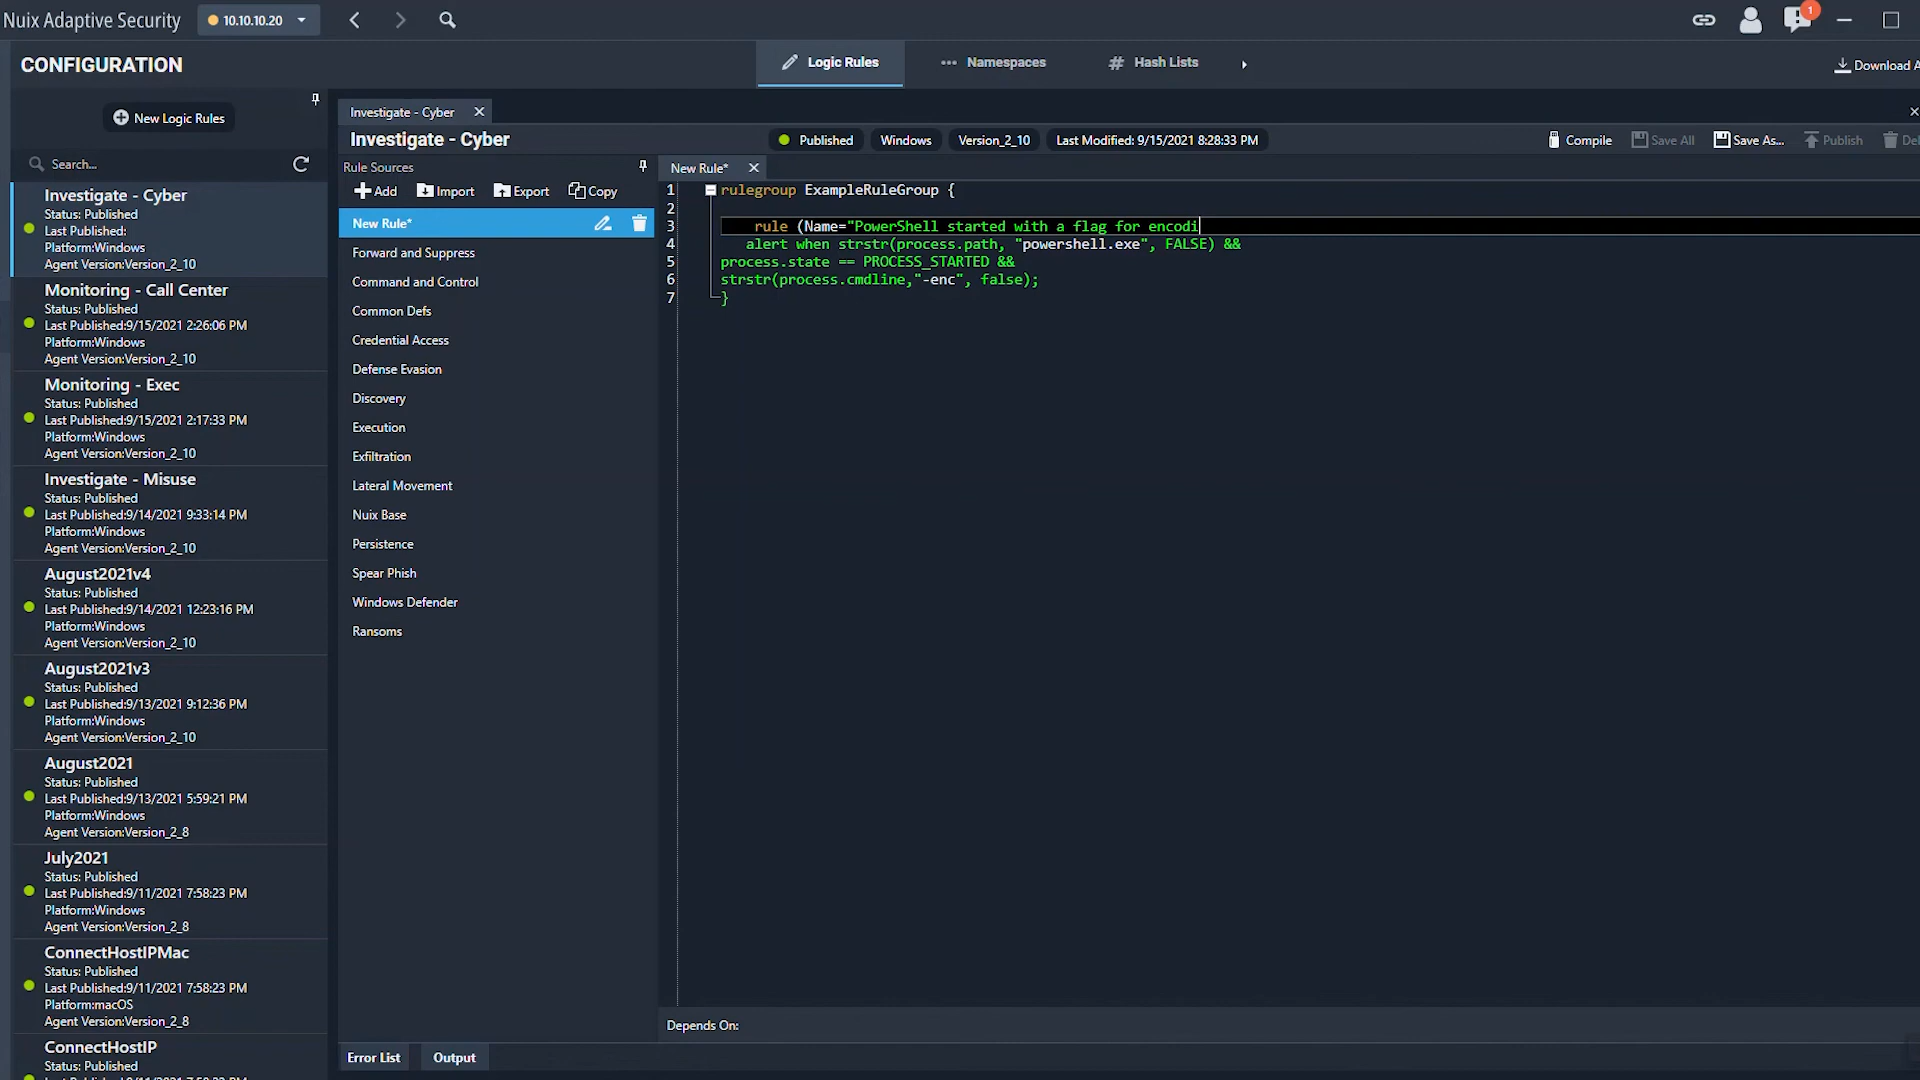 Nuix Adaptive Security
10.10.10.20
1
CONFIGURATION
Logic Rules
Namespaces
Hash Lists
Download A
New Logic Rules
Search...
Investigate - Cyber
Status: Published
Last Published:
Platform:Windows
Agent Version:Version_2_10
Monitoring - Call Center
Status: Published
Last Published:9/15/2021 2:26:06 PM
Platform:Windows
Agent Version:Version_2_10
Monitoring - Exec
Status: Published
Last Published:9/15/2021 2:17:33 PM
Platform:Windows
Agent Version:Version_2_10
Investigate - Misuse
Status: Published
Last Published:9/14/2021 9:33:14 PM
Platform:Windows
Agent Version:Version_2_10
August2021v4
Status: Published
Last Published:9/14/2021 12:23:16 PM
Platform:Windows
Agent Version:Version_2_10
August2021v3
Status: Published
Last Published:9/13/2021 9:12:36 PM
Platform:Windows
Agent Version:Version_2_10
August2021
Status: Published
Last Published:9/13/2021 5:59:21 PM
Platform:Windows
Agent Version:Version_2_8
July2021
Status: Published
Last Published:9/11/2021 7:58:23 PM
Platform:Windows
Agent Version:Version_2_8
ConnectHostIPMac
Status: Published
Last Published:9/11/2021 7:58:23 PM
Platform:macOS
Agent Version:Version_2_8
ConnectHostIP
Status: Published
Investigate - Cyber
Investigate - Cyber
Published
Windows
Version_2_10
Last Modified: 9/15/2021 8:28:33 PM
Compile
Save All
Save As...
Publish
Del
Rule Sources
Add
Import
Export
Copy
New Rule*
Forward and Suppress
Command and Control
Common Defs
Credential Access
Defense Evasion
Discovery
Execution
Exfiltration
Lateral Movement
Nuix Base
Persistence
Spear Phish
Windows Defender
Ransoms
New Rule*
1 rulegroup ExampleRuleGroup {
2
3 rule (Name="PowerShell started with a flag for encodi
4 alert when strstr(process.path, "powershell.exe", FALSE) &&
5 process.state == PROCESS_STARTED &&
6 strstr(process.cmdline,"-enc", false);
7 }
Depends On:
Error List
Output